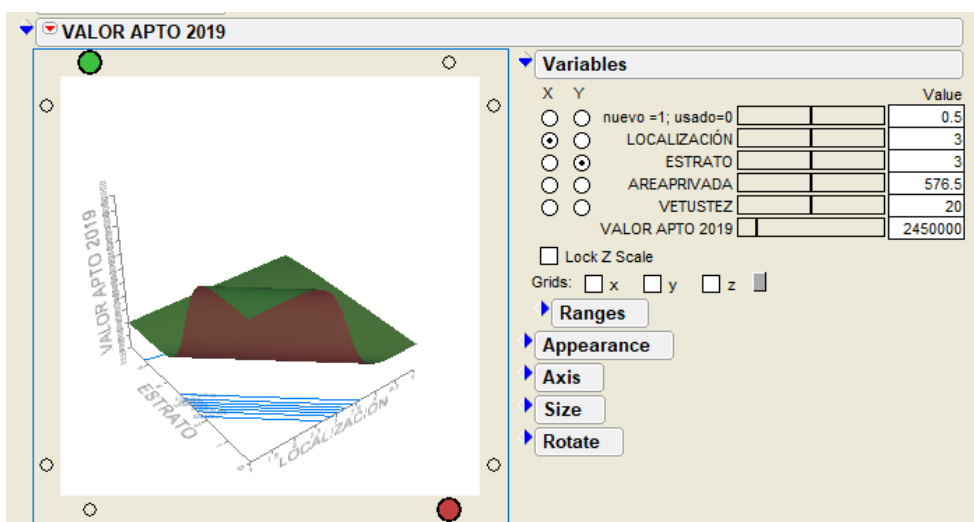 VALOR APTO 2019
VALOR APTO 2019
ESTRATO
LOCALIZACIÓN
Variables
X Y Value
nuevo =1; usado=0 0.5
LOCALIZACIÓN 3
ESTRATO 3
AREAPRIVADA 576.5
VETUSTEZ 20
VALOR APTO 2019 2450000
Lock Z Scale
Grids: x y z
Ranges
Appearance
Axis
Size
Rotate